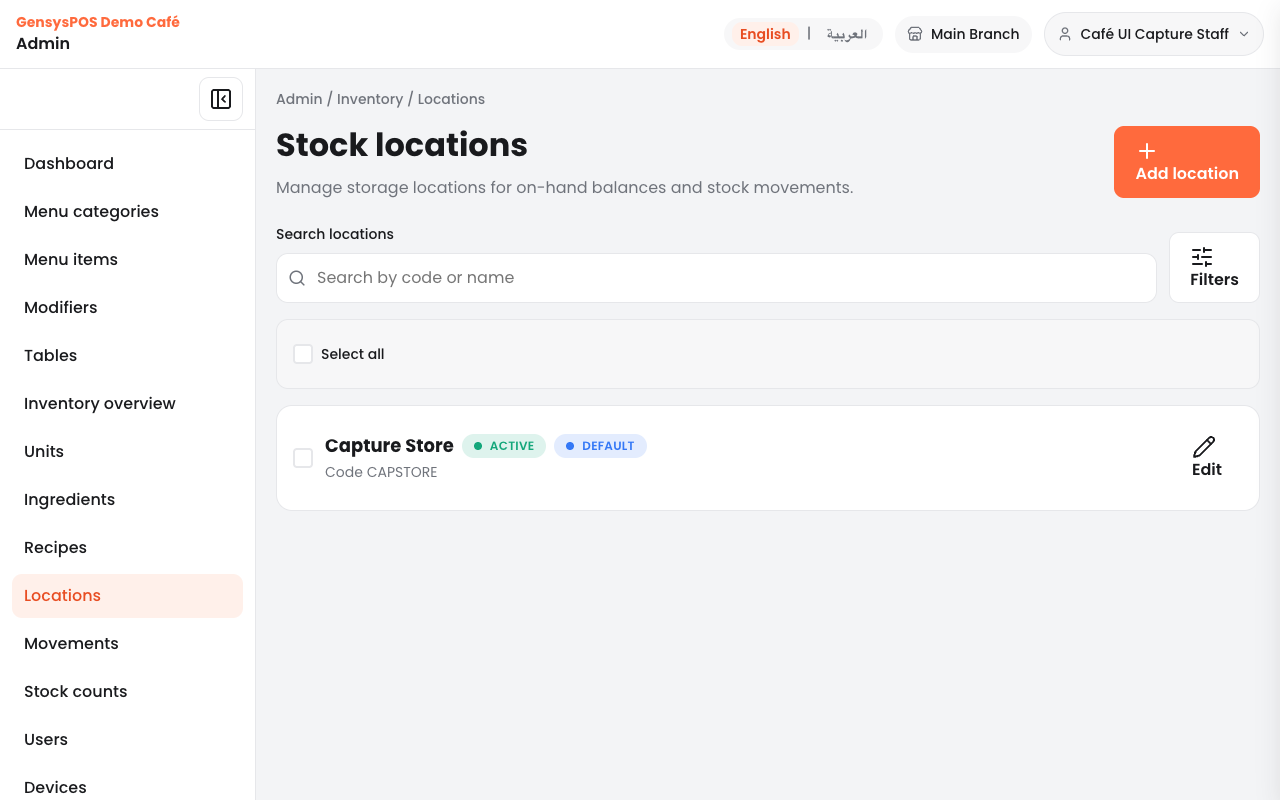 GensysPOS Demo Café
Admin
English | العربية
Main Branch
Café UI Capture Staff
Dashboard
Menu categories
Menu items
Modifiers
Tables
Inventory overview
Units
Ingredients
Recipes
Locations
Movements
Stock counts
Users
Devices
Admin / Inventory / Locations
Stock locations
Manage storage locations for on-hand balances and stock movements.
Add location
Search locations
Search by code or name
Filters
Select all
Capture Store ACTIVE DEFAULT
Code CAPSTORE
Edit